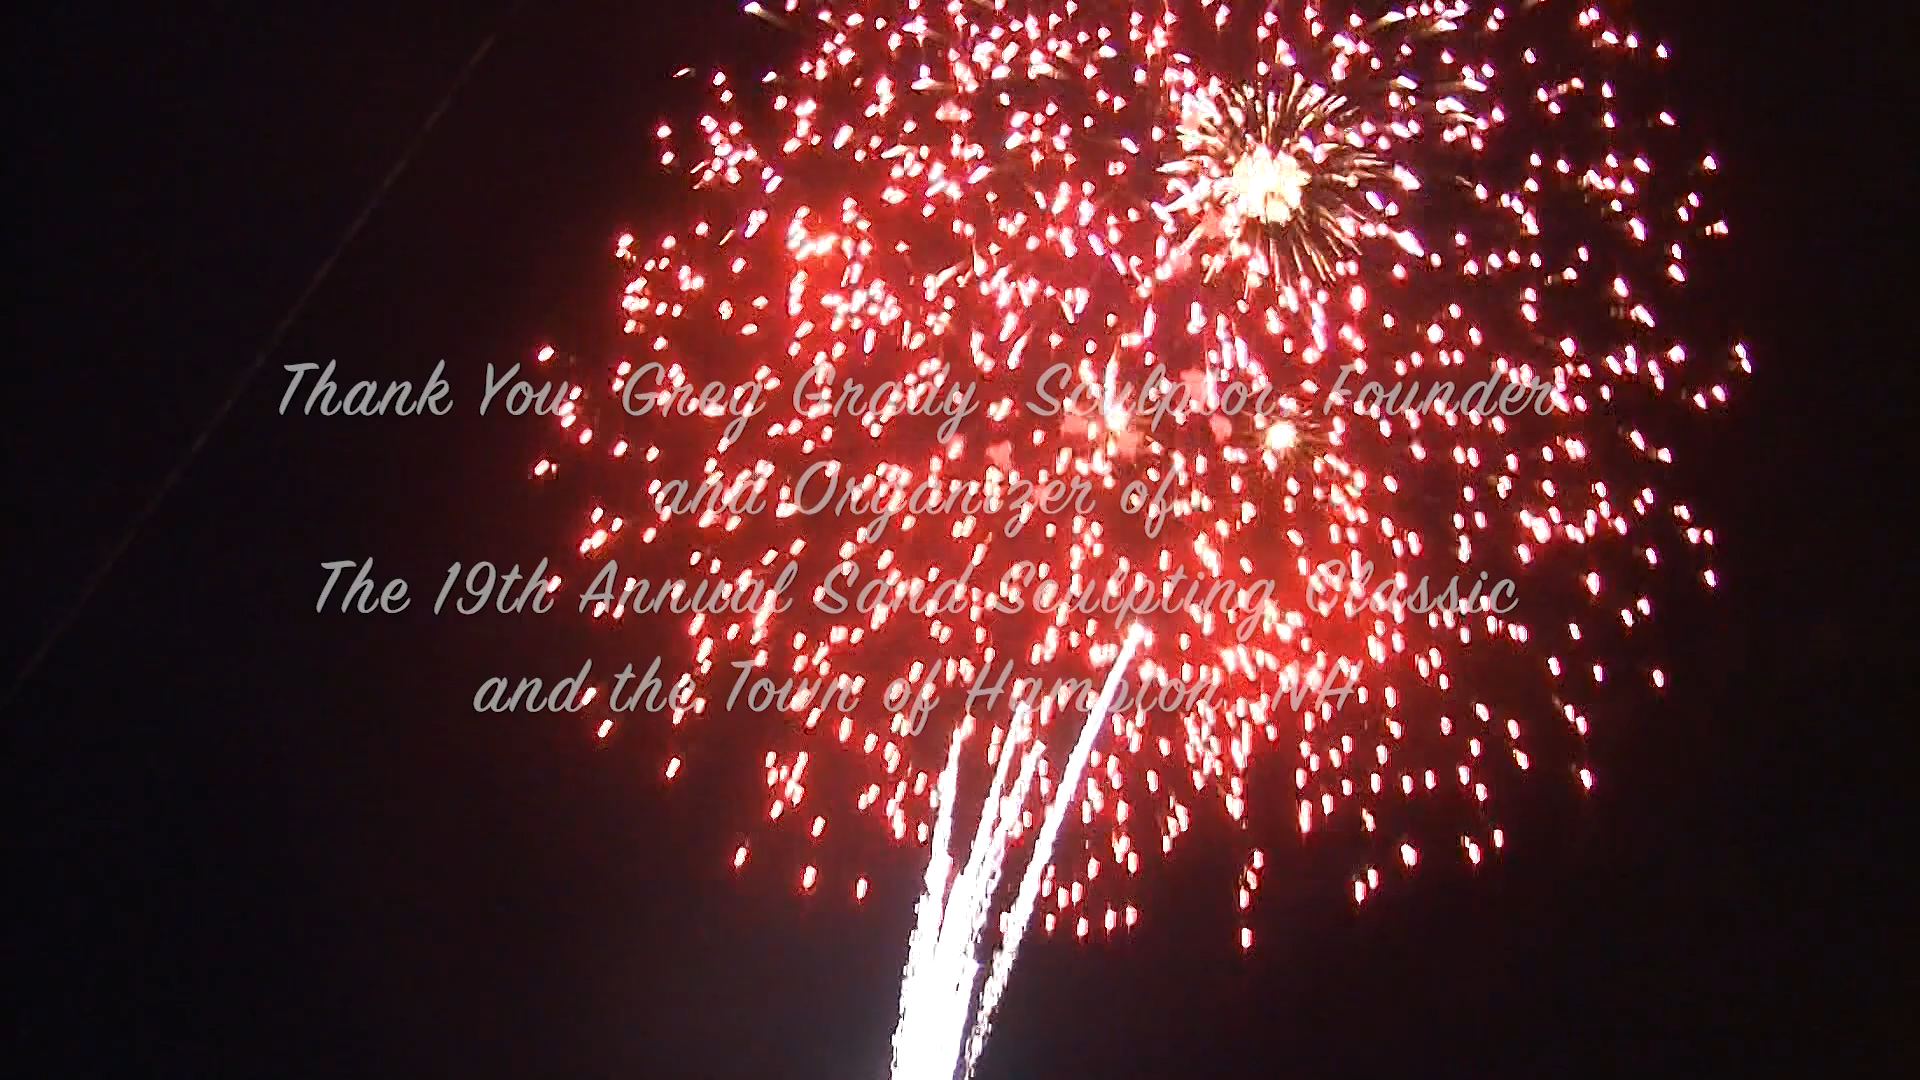 Thank You Greg Grady, Sculptor, Founder
and Organizer of
The 19th Annual Sand Sculpting Classic
and the Town of Hampton, NH